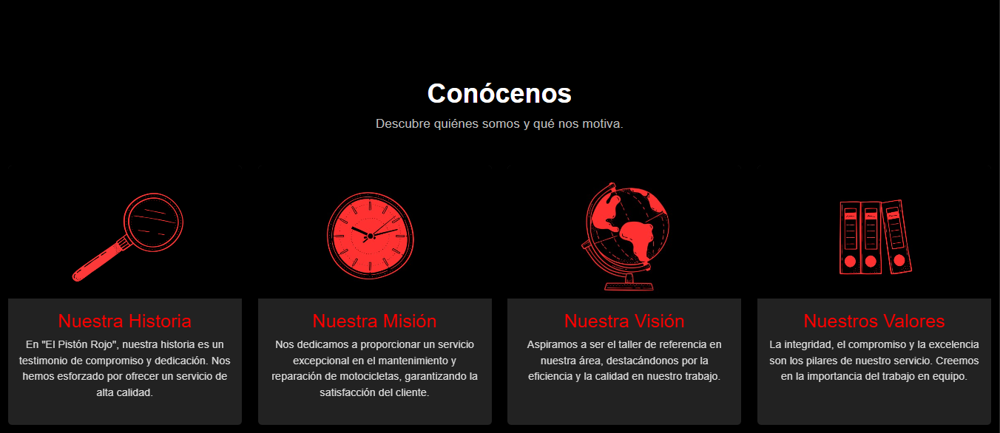 Conócenos
Descubre quiénes somos y qué nos motiva.
Nuestra Historia
En "El Pistón Rojo", nuestra historia es un
testimonio de compromiso y dedicación. Nos
hemos esforzado por ofrecer un servicio de
alta calidad.
Nuestra Misión
Nos dedicamos a proporcionar un servicio
excepcional en el mantenimiento y
reparación de motocicletas, garantizando la
satisfacción del cliente.
Nuestra Visión
Aspiramos a ser el taller de referencia en
nuestra área, destacándonos por la
eficiencia y la calidad en nuestro trabajo.
Nuestros Valores
La integridad, el compromiso y la excelencia
son los pilares de nuestro servicio. Creemos
en la importancia del trabajo en equipo.